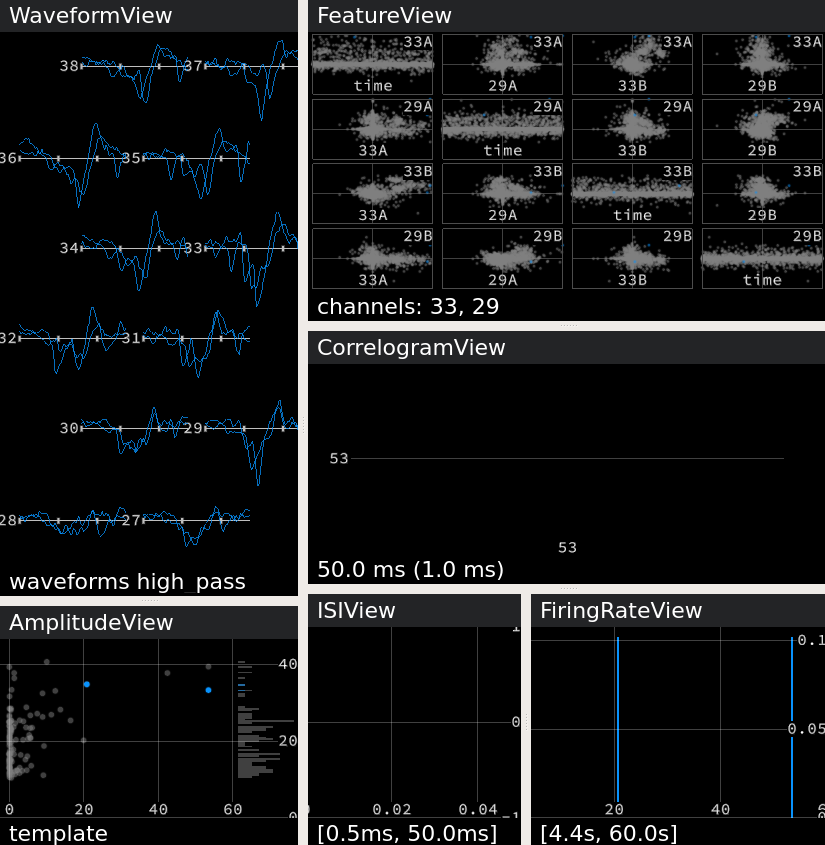 WaveformView
38 37
36 35
34 33
32 31
30 29
28 27
waveforms high_pass
FeatureView
33A 33A 33A 33A
time 29A 33B 29B
29A 29A 29A 29A
33A time 33B 29B
33B 33B 33B 33B
33A 29A time 29B
29B 29B 29B 29B
33A 29A 33B time
channels: 33, 29
CorrelogramView
53
53
50.0 ms (1.0 ms)
AmplitudeView
40
20
0
0 20 40 60
template
ISIView
1
0
-1
0.02 0.04
[0.5ms, 50.0ms]
FiringRateView
0.1
0.05
20 40
[4.4s, 60.0s]